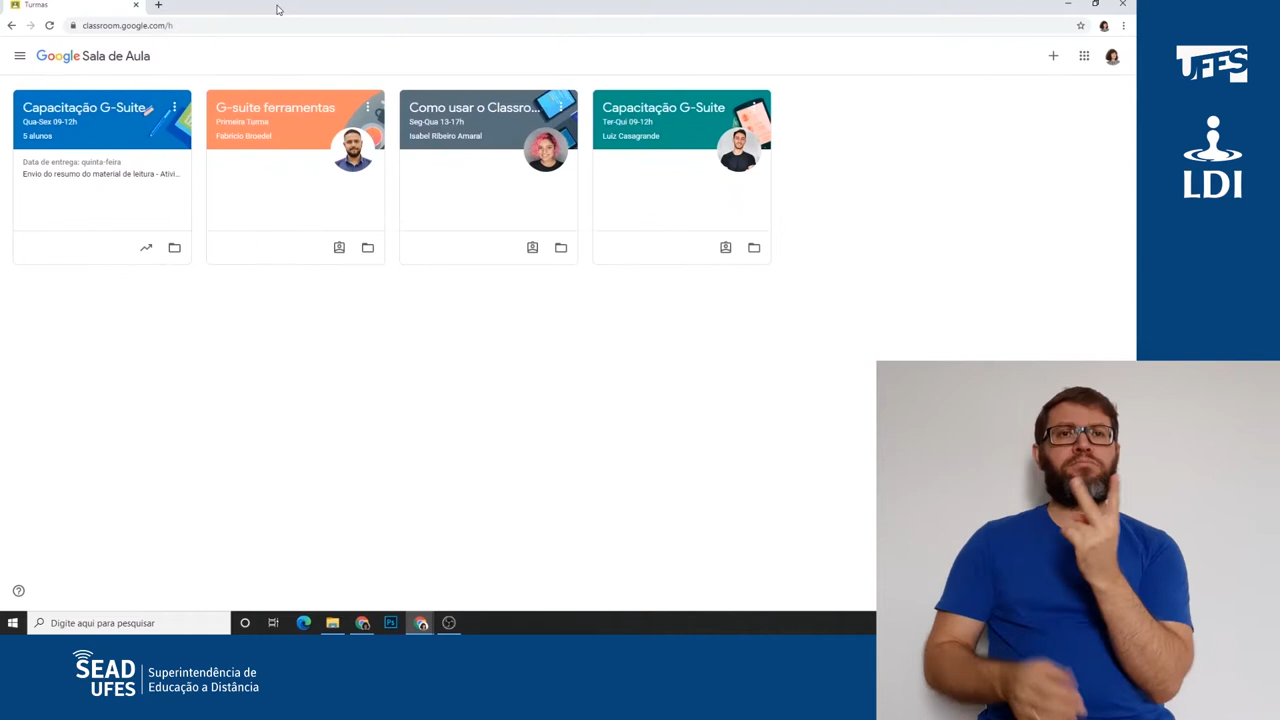 Turmas
classroom.google.com/h
Google Sala de Aula
Capacitação G-Suite
Qua-Sex 09-12h
5 alunos
Data de entrega: quinta-feira
Envio do resumo do material de leitura - Ativi...
G-suite ferramentas
Primeira Turma
Fabricio Broedel
Como usar o Classro...
Seg-Qua 13-17h
Isabel Ribeiro Amaral
Capacitação G-Suite
Ter-Qui 09-12h
Luiz Casagrande
UFES
LDI
Digite aqui para pesquisar
Ps
SEAD
UFES
Superintendência de
Educação a Distância